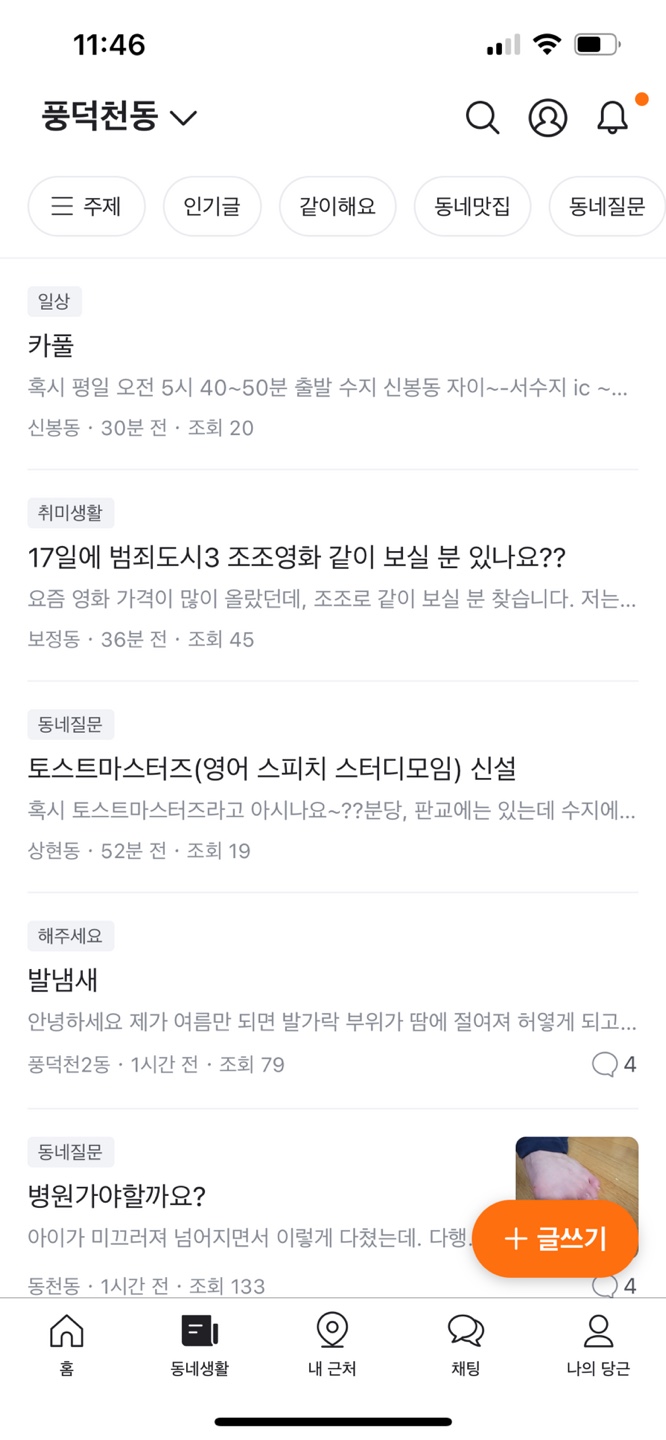 11:46
풍덕천동
주제
인기글
같이해요
동네맛집
동네질문
일상
카풀
혹시 평일 오전 5시 40~50분 출발 수지 신봉동 자이~-서수지 ic ~...
신봉동 · 30분 전 · 조회 20
취미생활
17일에 범죄도시3 조조영화 같이 보실 분 있나요??
요즘 영화 가격이 많이 올랐던데, 조조로 같이 보실 분 찾습니다. 저는...
보정동 · 36분 전 · 조회 45
동네질문
토스트마스터즈(영어 스피치 스터디모임) 신설
혹시 토스트마스터즈라고 아시나요~??분당, 판교에는 있는데 수지에...
상현동 · 52분 전 · 조회 19
해주세요
발냄새
안녕하세요 제가 여름만 되면 발가락 부위가 땀에 절여져 허옇게 되고...
풍덕천2동 · 1시간 전 · 조회 79
4
동네질문
병원가야할까요?
아이가 미끄러져 넘어지면서 이렇게 다쳤는데. 다행.
+ 글쓰기
동천동 · 1시간 전 · 조회 133
4
홈
동네생활
내 근처
채팅
나의 당근